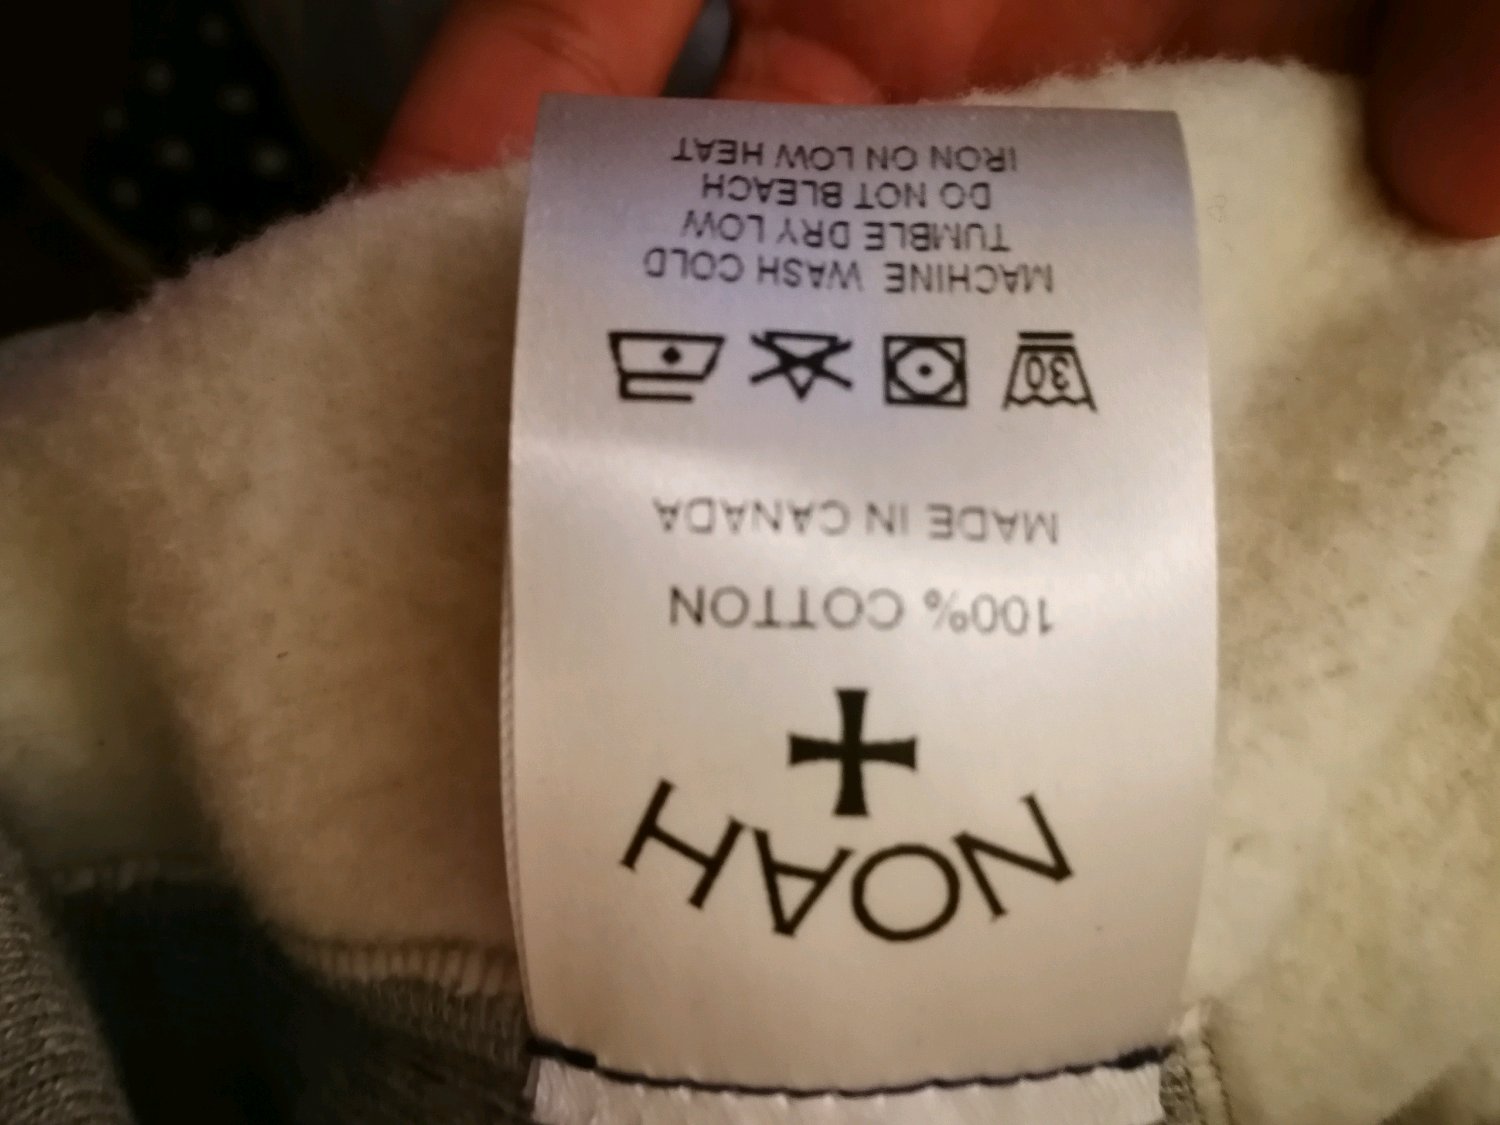 NOAH
100% COTTON
MADE IN CANADA
30
MACHINE WASH COLD
TUMBLE DRY LOW
DO NOT BLEACH
IRON ON LOW HEAT